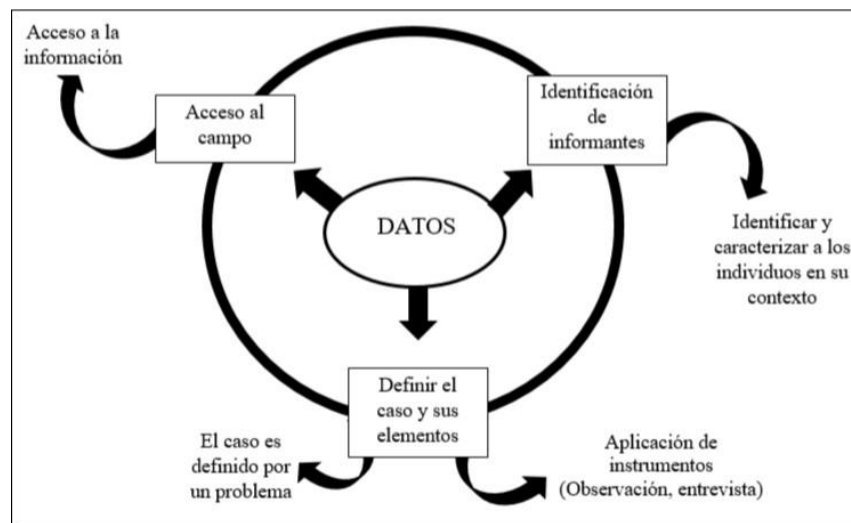 Acceso a la
información
Acceso al
campo
Identificación
de
informantes
DATOS
Identificar y
caracterizar a los
individuos en su
contexto
Definir el
caso y sus
elementos
El caso es
definido por
un problema
Aplicación de
instrumentos
(Observación, entrevista)